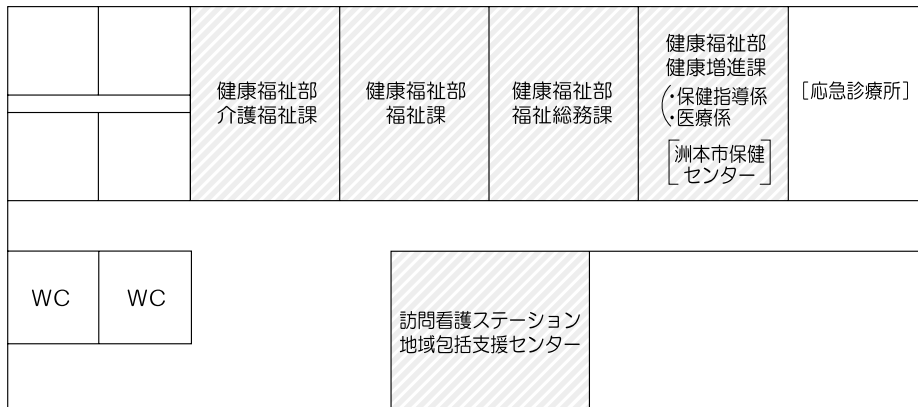 健康福祉部
介護福祉課
健康福祉部
福祉課
健康福祉部
福祉総務課
健康福祉部
健康増進課
(・保健指導係
・医療係
[洲本市保健
センター]
[応急診療所]
WC
WC
訪問看護ステーション
地域包括支援センター